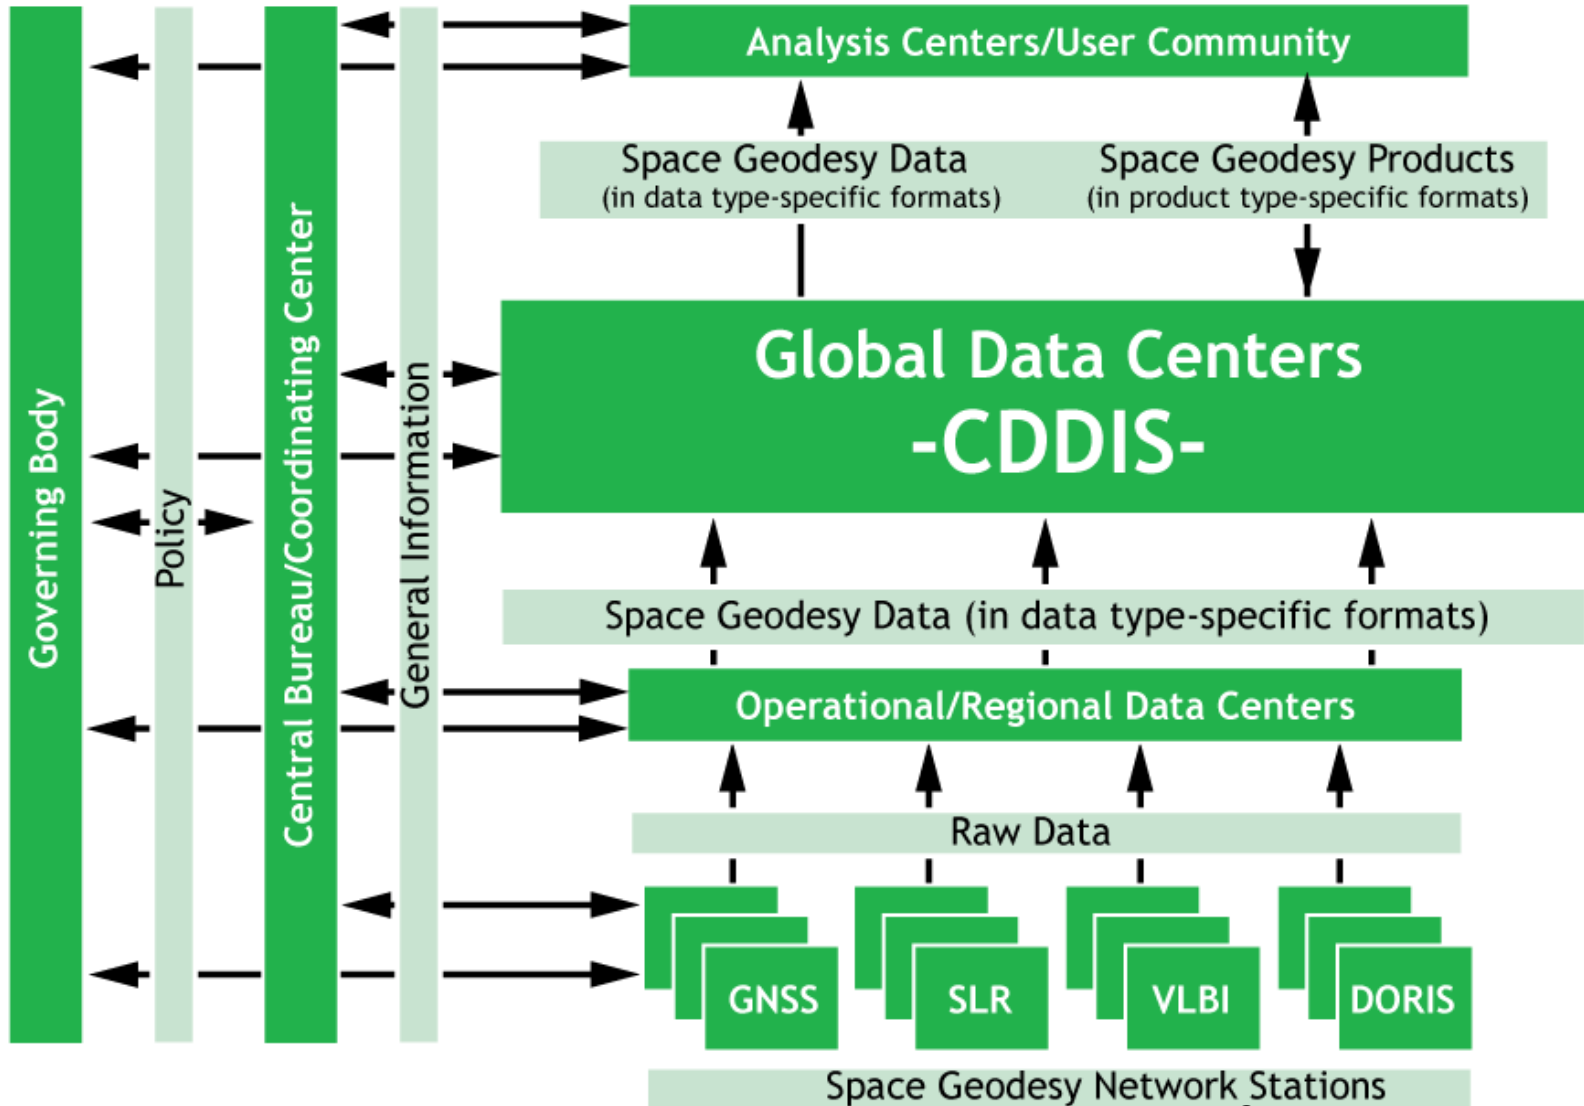 Governing Body
Policy
Central Bureau/Coordinating Center
General Information
Analysis Centers/User Community
Space Geodesy Data
(in data type-specific formats)
Space Geodesy Products
(in product type-specific formats)
Global Data Centers
-CDDIS-
Space Geodesy Data (in data type-specific formats)
Operational/Regional Data Centers
Raw Data
GNSS
SLR
VLBI
DORIS
Space Geodesy Network Stations